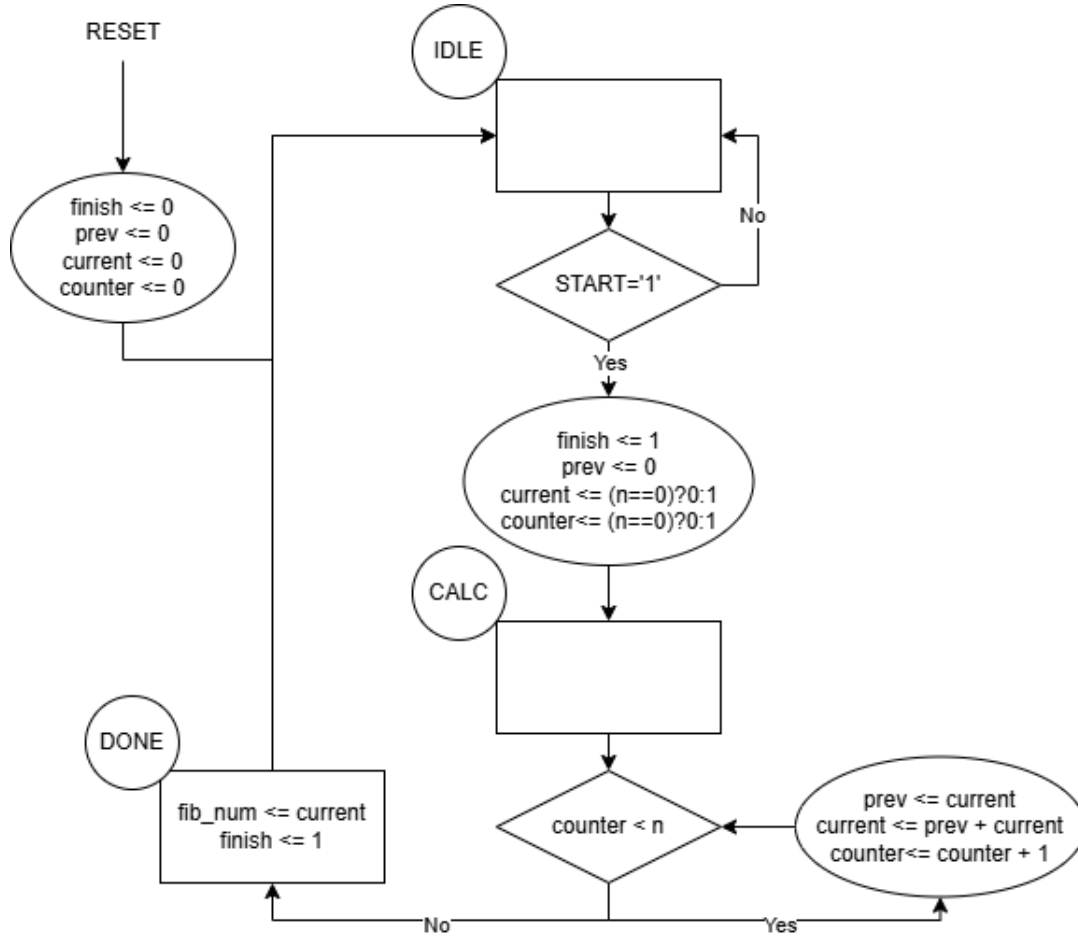 RESET
IDLE
finish <= 0
prev <= 0
current <= 0
counter <= 0
No
START='1'
Yes
finish <= 1
prev <= 0
current <= (n==0)?0:1
counter<= (n==0)?0:1
CALC
DONE
fib_num <= current
finish <= 1
counter < n
prev <= current
current <= prev + current
counter<= counter + 1
No
Yes